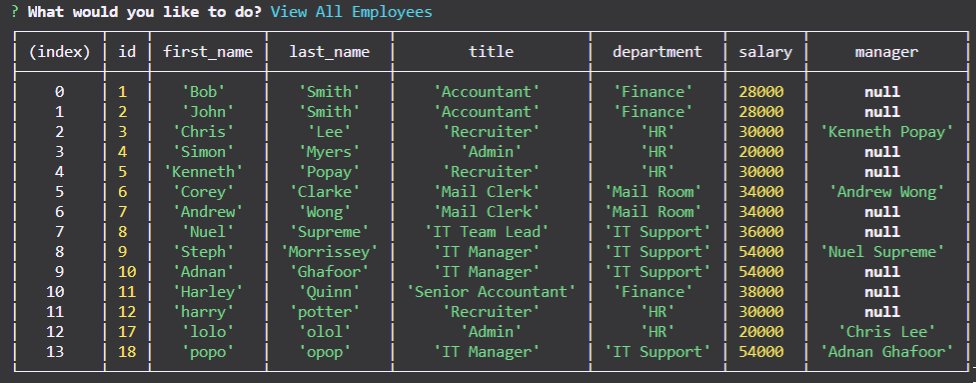 ? What would you like to do? View All Employees
(index) id first_name last_name title department salary manager
0 1 'Bob' 'Smith' 'Accountant' 'Finance' 28000 null
1 2 'John' 'Smith' 'Accountant' 'Finance' 28000 null
2 3 'Chris' 'Lee' 'Recruiter' 'HR' 30000 'Kenneth Popay'
3 4 'Simon' 'Myers' 'Admin' 'HR' 20000 null
4 5 'Kenneth' 'Popay' 'Recruiter' 'HR' 30000 null
5 6 'Corey' 'Clarke' 'Mail Clerk' 'Mail Room' 34000 'Andrew Wong'
6 7 'Andrew' 'Wong' 'Mail Clerk' 'Mail Room' 34000 null
7 8 'Nuel' 'Supreme' 'IT Team Lead' 'IT Support' 36000 null
8 9 'Steph' 'Morrissey' 'IT Manager' 'IT Support' 54000 'Nuel Supreme'
9 10 'Adnan' 'Ghafoor' 'IT Manager' 'IT Support' 54000 null
10 11 'Harley' 'Quinn' 'Senior Accountant' 'Finance' 38000 null
11 12 'harry' 'potter' 'Recruiter' 'HR' 30000 null
12 17 'lolo' 'olol' 'Admin' 'HR' 20000 'Chris Lee'
13 18 'popo' 'opop' 'IT Manager' 'IT Support' 54000 'Adnan Ghafoor'